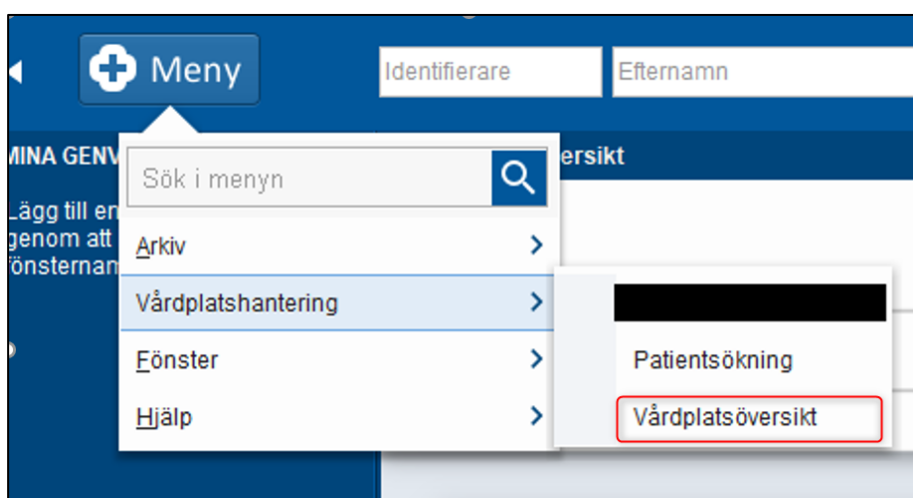 Meny
Identifierare
Efternamn
MINA GENV
ersikt
Sök i menyn
Lägg till en
genom att
fönsternam
Arkiv
Vårdplatshantering
Fönster
Patientsökning
Hjälp
Vårdplatsöversikt